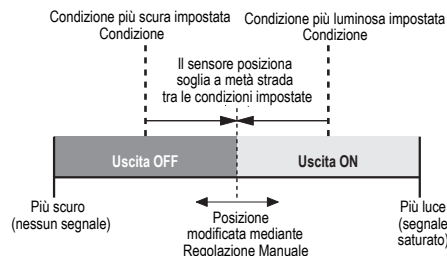 Condizione più scura impostata
Condizione
Condizione più luminosa impostata
Condizione
Il sensore posiziona
soglia a metà strada
tra le condizioni impostate
Uscita OFF
Uscita ON
Più scuro
(nessun segnale)
Posizione
modificata mediante
Regolazione Manuale
Più luce
(segnale
saturato)